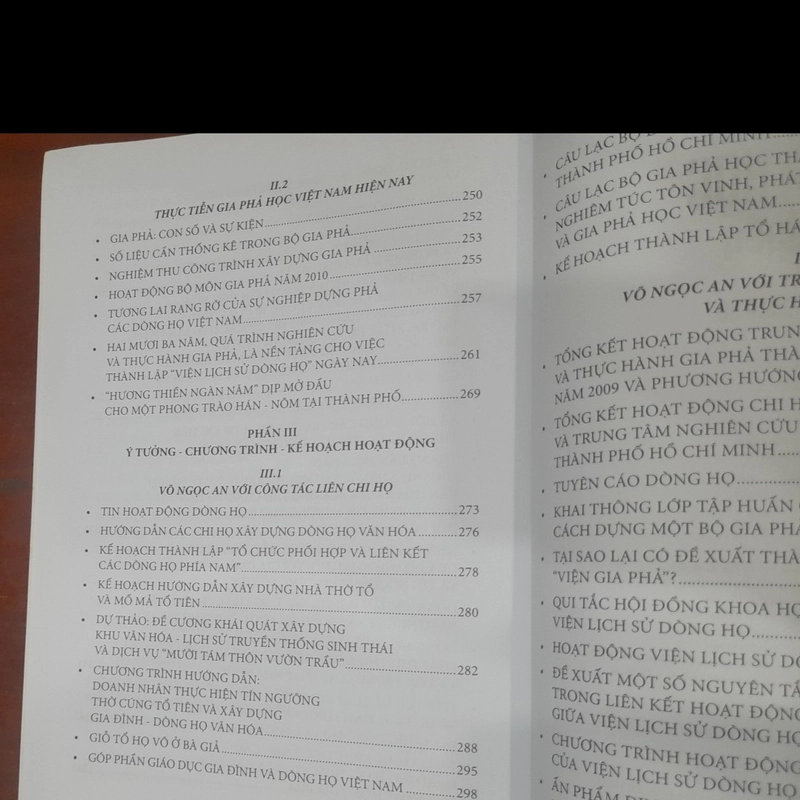 II.2
THỰC TIỄN GIA PHẢ HỌC VIỆT NAM HIỆN NAY
• GIA PHẢ: CON SỐ VÀ SỰ KIỆN........250
• SỐ LIỆU CẦN THỐNG KÊ TRONG BỘ GIA PHẢ........252
• NGHIỆM THU CÔNG TRÌNH XÂY DỰNG GIA PHẢ........253
• HOẠT ĐỘNG BỘ MÔN GIA PHẢ NĂM 2010........255
• TƯƠNG LAI RẠNG RỠ CỦA SỰ NGHIỆP DỰNG PHẢ
CÁC DÒNG HỌ VIỆT NAM........257
• HAI MƯƠI BA NĂM, QUÁ TRÌNH NGHIÊN CỨU
VÀ THỰC HÀNH GIA PHẢ, LÀ NỀN TẢNG CHO VIỆC
THÀNH LẬP "VIỆN LỊCH SỬ DÒNG HỌ" NGÀY NAY........261
• "HƯƠNG THIỀN NGÀN NĂM" DỊP MỞ ĐẦU
CHO MỘT PHONG TRÀO HÁN - NÔM TẠI THÀNH PHỐ........269
PHẦN III
Ý TƯỞNG - CHƯƠNG TRÌNH - KẾ HOẠCH HOẠT ĐỘNG
III.1
VÕ NGỌC AN VỚI CÔNG TÁC LIÊN CHI HỌ
• TIN HOẠT ĐỘNG DÒNG HỌ........273
• HƯỚNG DẪN CÁC CHI HỌ XÂY DỰNG DÒNG HỌ VĂN HÓA........276
• KẾ HOẠCH THÀNH LẬP "TỔ CHỨC PHỐI HỢP VÀ LIÊN KẾT
CÁC DÒNG HỌ PHÍA NAM"........278
• KẾ HOẠCH HƯỚNG DẪN XÂY DỰNG NHÀ THỜ TỔ
VÀ MỒ MẢ TỔ TIÊN........280
• DỰ THẢO: ĐỀ CƯƠNG KHÁI QUÁT XÂY DỰNG
KHU VĂN HÓA - LỊCH SỬ TRUYỀN THỐNG SINH THÁI
VÀ DỊCH VỤ "MƯỜI TÁM THÔN VƯỜN TRẦU"........282
• CHƯƠNG TRÌNH HƯỚNG DẪN:
DOANH NHÂN THỰC HIỆN TÍN NGƯỠNG
THỜ CÚNG TỔ TIÊN VÀ XÂY DỰNG
GIA ĐÌNH - DÒNG HỌ VĂN HÓA........288
• GIỖ TỔ HỌ VÕ Ở BÀ GIẢ........295
• GÓP PHẦN GIÁO DỤC GIA ĐÌNH VÀ DÒNG HỌ VIỆT NAM........298
• CÂU LẠC BỘ
THÀNH PHỐ HỒ CHÍ MINH........
• CÂU LẠC BỘ GIA PHẢ HỌC
NGHIÊM TÚC TÔN VINH, PHÁT
VÀ GIA PHẢ HỌC VIỆT NAM........
• KẾ HOẠCH THÀNH LẬP TỔ
VÕ NGỌC AN VỚI
VÀ THỰC
• TỔNG KẾT HOẠT ĐỘNG
VÀ THỰC HÀNH GIA PHẢ
NĂM 2009 VÀ PHƯƠNG HƯỚNG
• TỔNG KẾT HOẠT ĐỘNG CHI
VÀ TRUNG TÂM NGHIÊN CỨU
THÀNH PHỐ HỒ CHÍ MINH........
• TUYÊN CÁO DÒNG HỌ........
• KHAI THÔNG LỚP TẬP HUẤN
CÁCH DỰNG MỘT BỘ GIA
• TẠI SAO LẠI CÓ ĐỀ XUẤT
"VIỆN GIA PHẢ"?........
• QUI TẮC HỘI ĐỒNG KHOA
VIỆN LỊCH SỬ DÒNG HỌ........
• HOẠT ĐỘNG VIỆN LỊCH SỬ
• ĐỀ XUẤT MỘT SỐ NGUYÊN
TRONG LIÊN KẾT HOẠT
GIỮA VIỆN LỊCH SỬ DÒNG
• CHƯƠNG TRÌNH HOẠT
CỦA VIỆN LỊCH SỬ DÒNG HỌ
• ẤN PHẨM